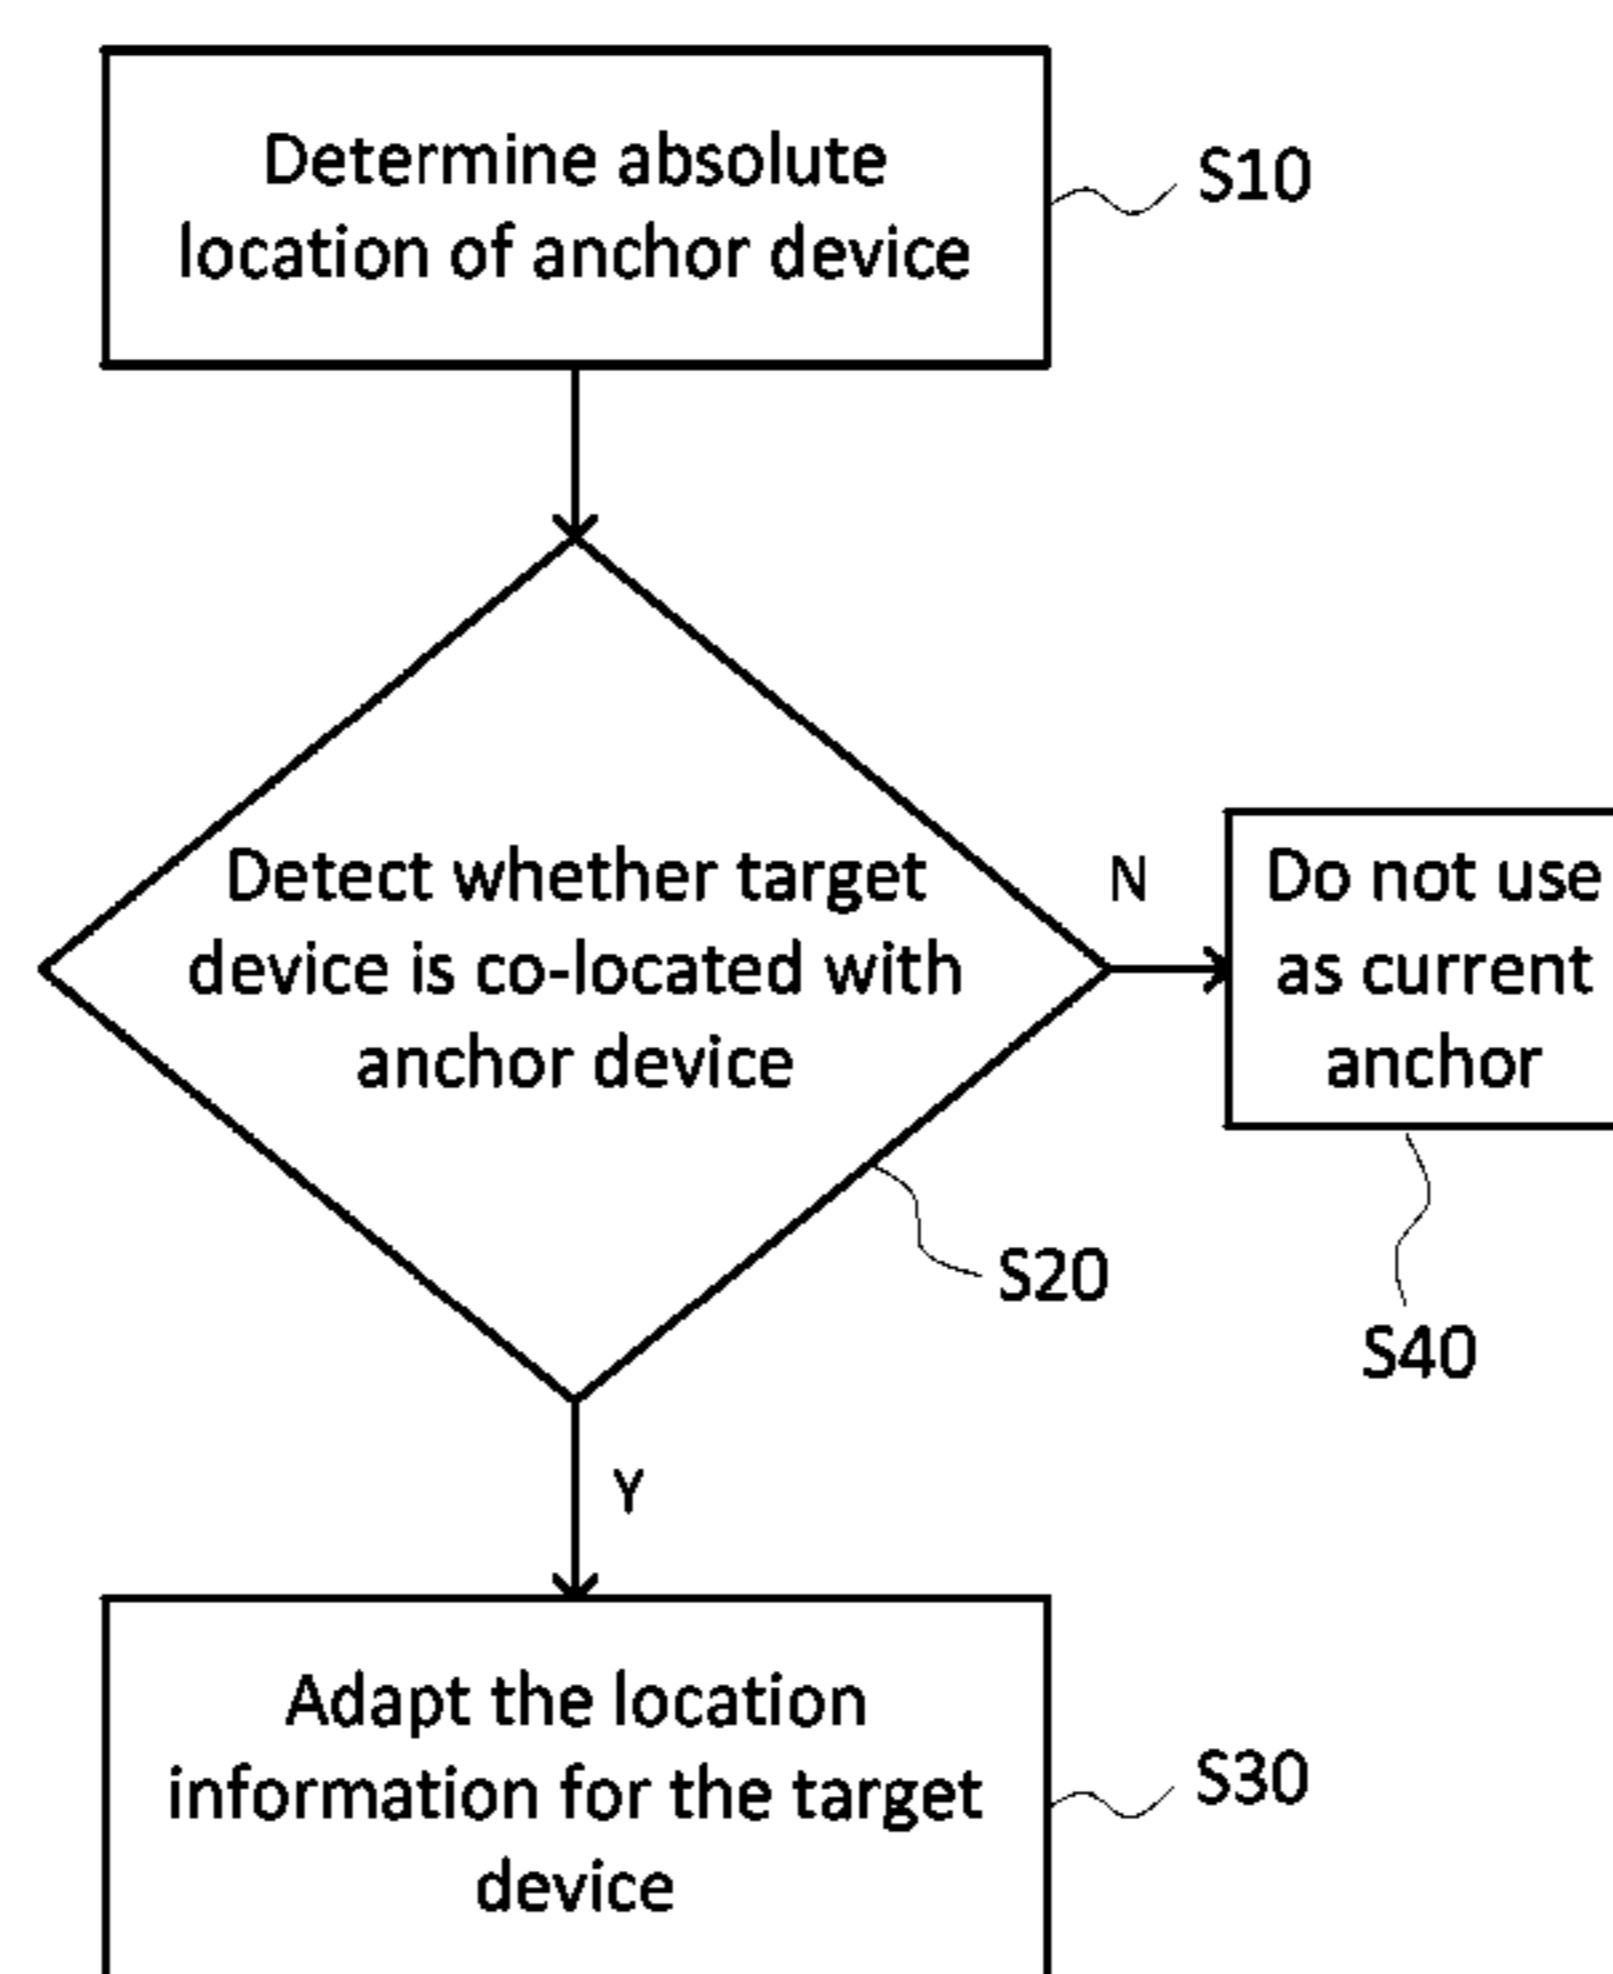 Determine absolute
location of anchor device
S10
Detect whether target
device is co-located with
anchor device
N
Do not use
as current
anchor
S20
S40
Y
Adapt the location
information for the target
device
S30